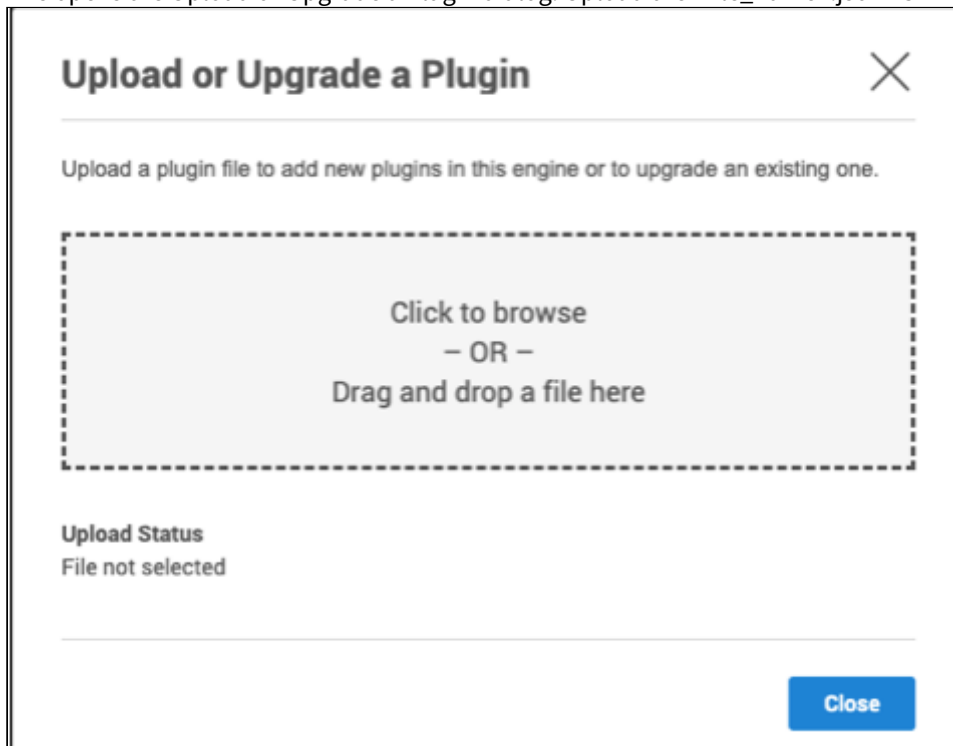 Upload or Upgrade a Plugin
Upload a plugin file to add new plugins in this engine or to upgrade an existing one.
Click to browse
– OR –
Drag and drop a file here
Upload Status
File not selected
Close